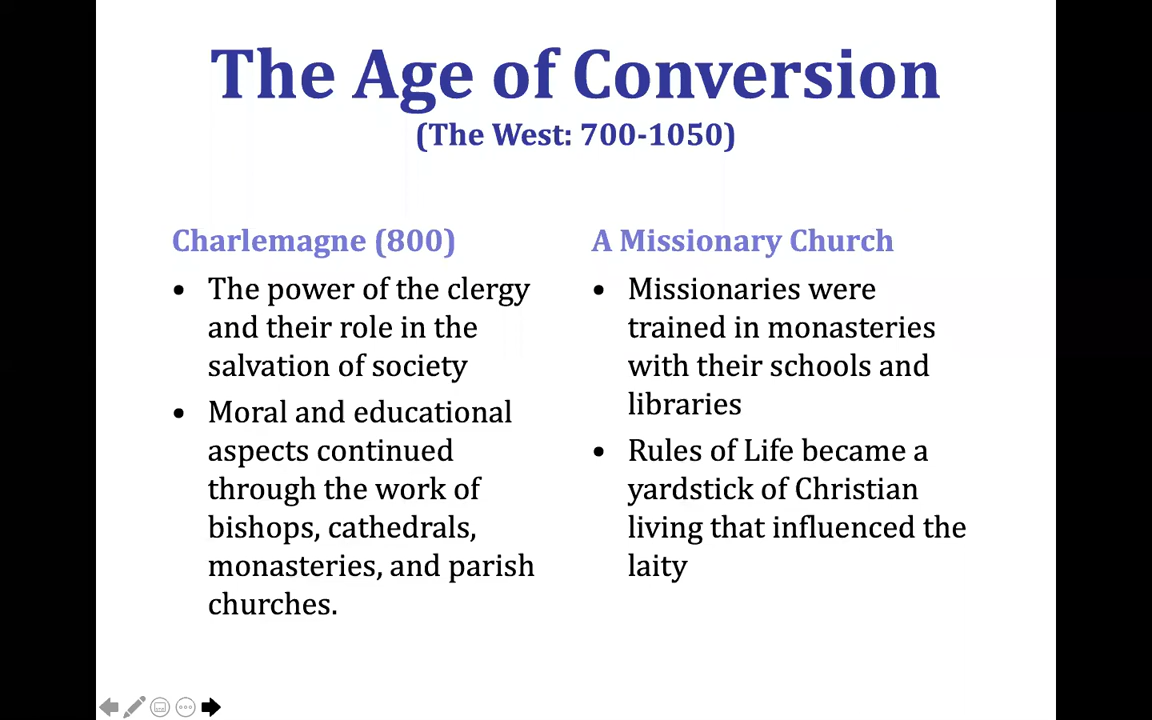 The Age of Conversion
(The West: 700-1050)
Charlemagne (800)
• The power of the clergy
and their role in the
salvation of society
• Moral and educational
aspects continued
through the work of
bishops, cathedrals,
monasteries, and parish
churches.
A Missionary Church
• Missionaries were
trained in monasteries
with their schools and
libraries
• Rules of Life became a
yardstick of Christian
living that influenced the
laity